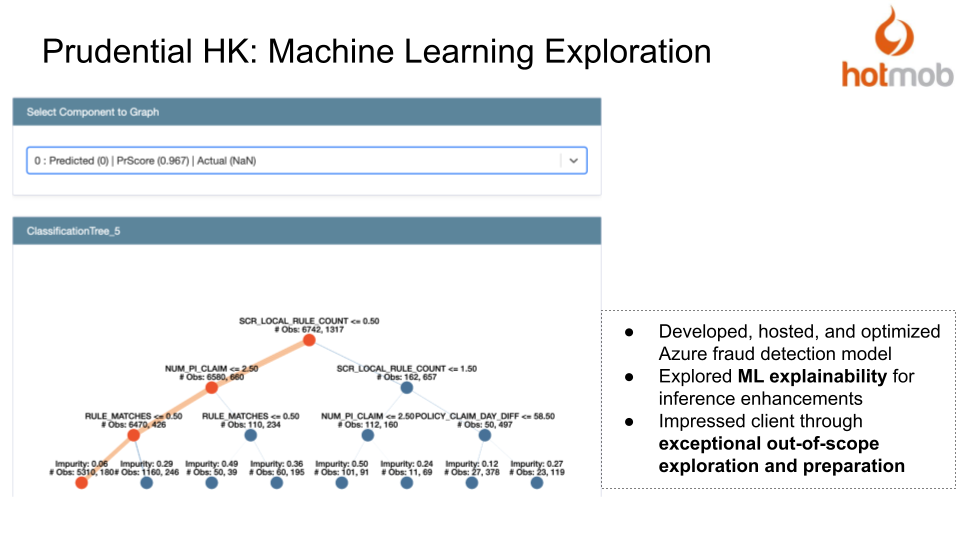 Prudential HK: Machine Learning Exploration
hotmob
Select Component to Graph
0 : Predicted (0) | PrScore (0.967) | Actual (NaN)
ClassificationTree_5
SCR_LOCAL_RULE_COUNT <= 0.50
# Obs: 6742, 1317
NUM_PI_CLAIM <= 2.50
# Obs: 6580, 660
SCR_LOCAL_RULE_COUNT <= 1.50
# Obs: 162, 657
RULE_MATCHES <= 0.50
# Obs: 6470, 426
RULE_MATCHES <= 0.50
# Obs: 110, 234
NUM_PI_CLAIM <= 2.50
# Obs: 112, 160
POLICY_CLAIM_DAY_DIFF <= 58.50
# Obs: 50, 497
Impurity: 0.06
# Obs: 5310, 180
Impurity: 0.29
# Obs: 1160, 246
Impurity: 0.49
# Obs: 50, 39
Impurity: 0.36
# Obs: 60, 195
Impurity: 0.50
# Obs: 101, 91
Impurity: 0.24
# Obs: 11, 69
Impurity: 0.12
# Obs: 27, 378
Impurity: 0.27
# Obs: 23, 119
● Developed, hosted, and optimized
Azure fraud detection model
● Explored ML explainability for
inference enhancements
● Impressed client through
exceptional out-of-scope
exploration and preparation